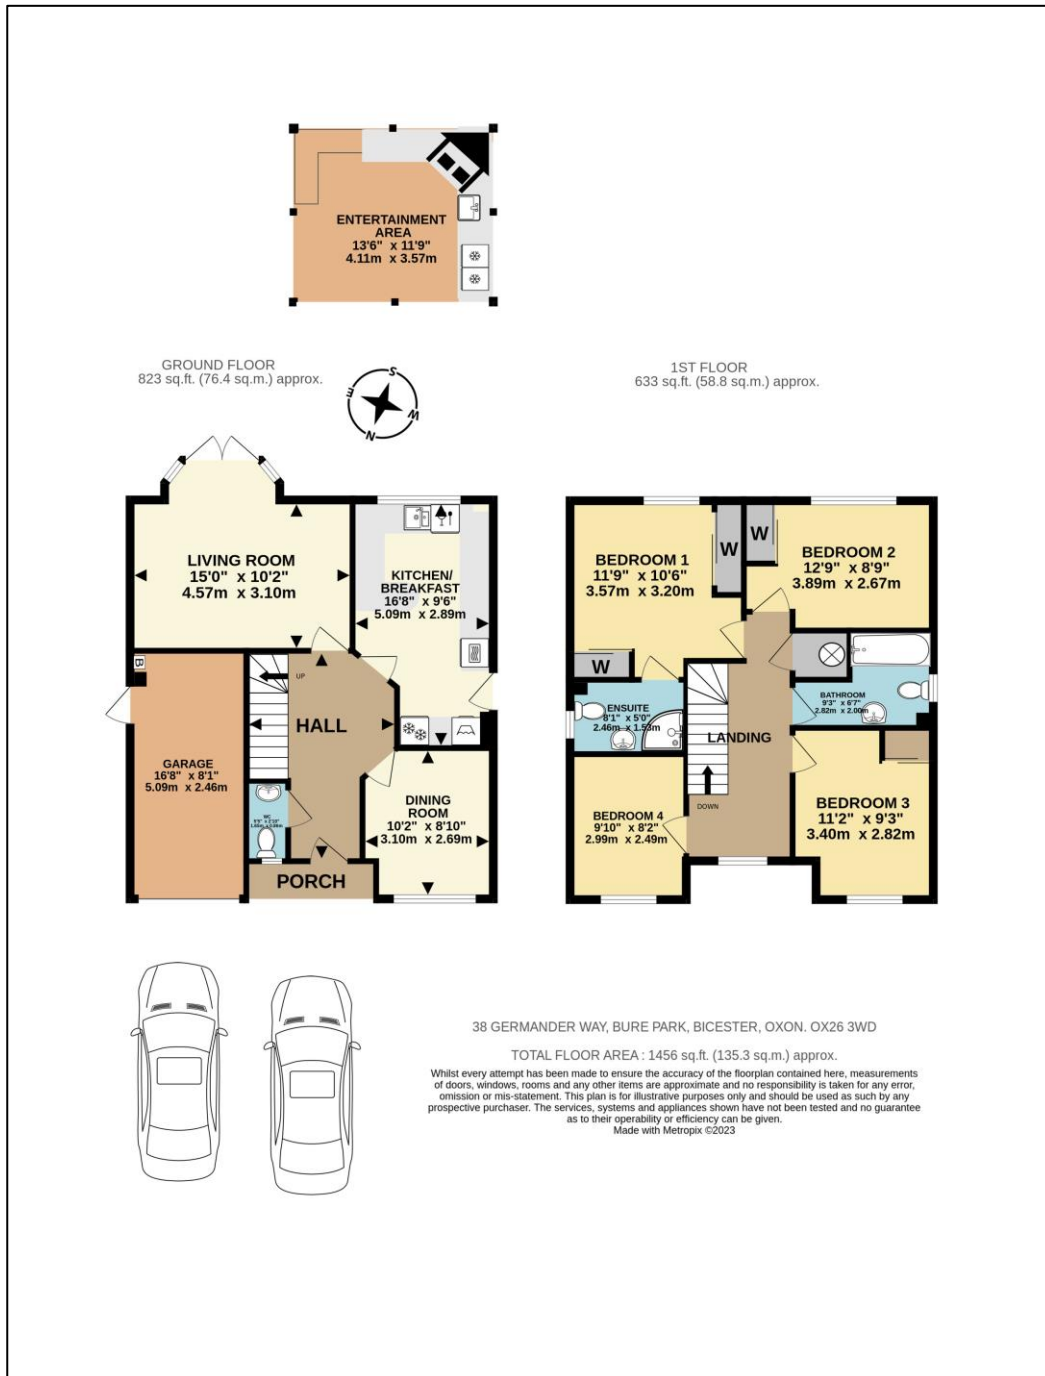 ENTERTAINMENT
AREA
13'6" x 11'9"
4.11m x 3.57m
GROUND FLOOR
823 sq.ft. (76.4 sq.m.) approx.
1ST FLOOR
633 sq.ft. (58.8 sq.m.) approx.
S
E
W
N
LIVING ROOM
15'0" x 10'2"
4.57m x 3.10m
KITCHEN/
BREAKFAST
16'8" x 9'6"
5.09m x 2.89m
B
UP
HALL
GARAGE
16'8" x 8'1"
5.09m x 2.46m
WC
DINING
ROOM
10'2" x 8'10"
3.10m x 2.69m
PORCH
BEDROOM 1
11'9" x 10'6"
3.57m x 3.20m
W
W
W
BEDROOM 2
12'9" x 8'9"
3.89m x 2.67m
ENSUITE
8'1" x 5'0"
2.46m x 1.53m
BATHROOM
9'3" x 6'7"
2.82m x 2.00m
LANDING
DOWN
BEDROOM 4
9'10" x 8'2"
2.99m x 2.49m
BEDROOM 3
11'2" x 9'3"
3.40m x 2.82m
38 GERMANDER WAY, BURE PARK, BICESTER, OXON. OX26 3WD
TOTAL FLOOR AREA : 1456 sq.ft. (135.3 sq.m.) approx.
Whilst every attempt has been made to ensure the accuracy of the floorplan contained here, measurements
of doors, windows, rooms and any other items are approximate and no responsibility is taken for any error,
omission or mis-statement. This plan is for illustrative purposes only and should be used as such by any
prospective purchaser. The services, systems and appliances shown have not been tested and no guarantee
as to their operability or efficiency can be given.
Made with Metropix ©2023